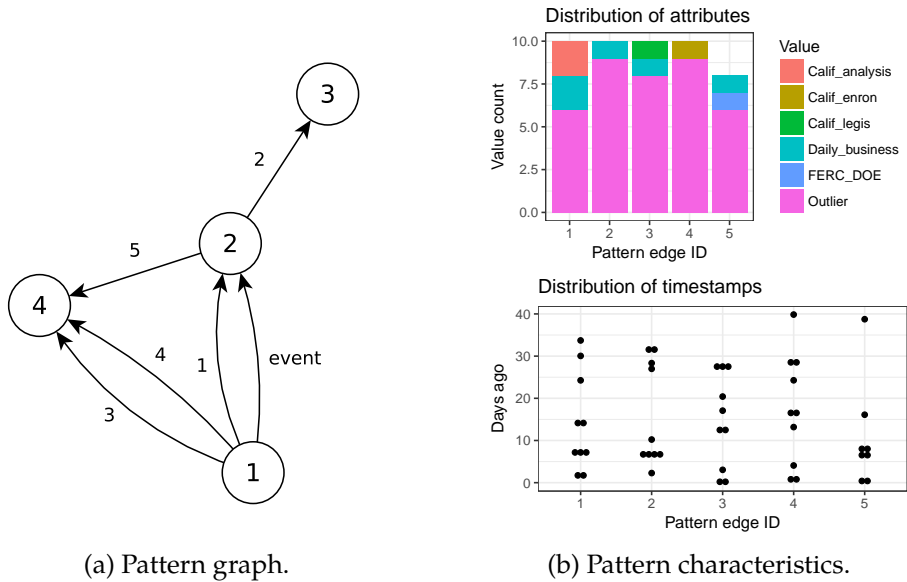 3
2
2
5
4
event
4
1
3
1
(a) Pattern graph.
Distribution of attributes
Value count
10.0
7.5
5.0
2.5
0.0
1 2 3 4 5
Pattern edge ID
Value
Calif_analysis
Calif_enron
Calif_legis
Daily_business
FERC_DOE
Outlier
Distribution of timestamps
Days ago
40
30
20
10
0
1 2 3 4 5
Pattern edge ID
(b) Pattern characteristics.